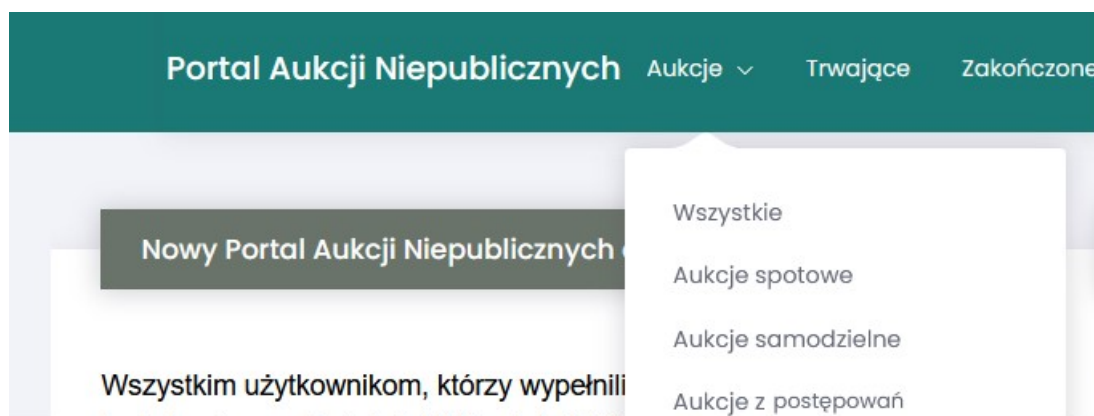 Portal Aukcji Niepublicznych Aukcje Trwające Zakończone
Wszystkie
Nowy Portal Aukcji Niepublicznych
Aukcje spotowe
Aukcje samodzielne
Wszystkim użytkownikom, którzy wypełnili
Aukcje z postępowań